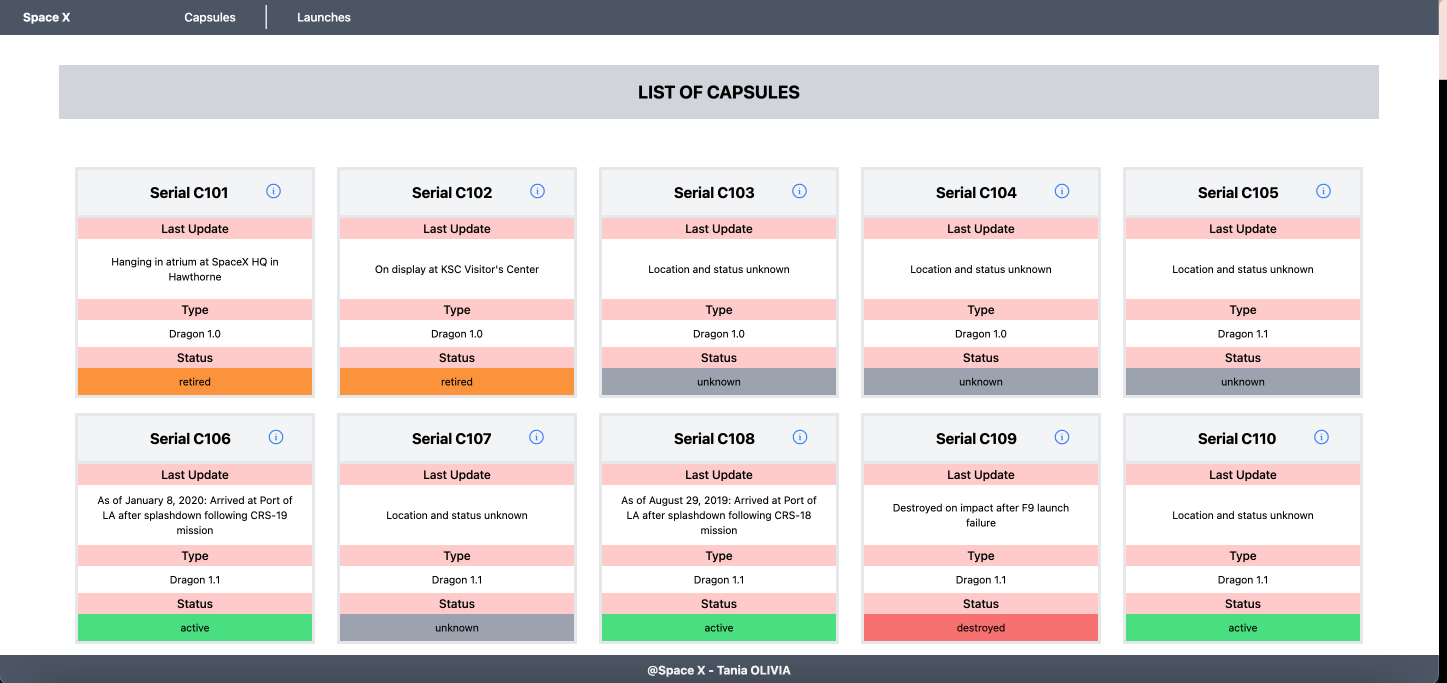 Space X Capsules Launches
LIST OF CAPSULES
Serial C101
Last Update
Hanging in atrium at SpaceX HQ in
Hawthorne
Type
Dragon 1.0
Status
retired
Serial C102
Last Update
On display at KSC Visitor's Center
Type
Dragon 1.0
Status
retired
Serial C103
Last Update
Location and status unknown
Type
Dragon 1.0
Status
unknown
Serial C104
Last Update
Location and status unknown
Type
Dragon 1.0
Status
unknown
Serial C105
Last Update
Location and status unknown
Type
Dragon 1.1
Status
unknown
Serial C106
Last Update
As of January 8, 2020: Arrived at Port of
LA after splashdown following CRS-19
mission
Type
Dragon 1.1
Status
active
Serial C107
Last Update
Location and status unknown
Type
Dragon 1.1
Status
unknown
Serial C108
Last Update
As of August 29, 2019: Arrived at Port of
LA after splashdown following CRS-18
mission
Type
Dragon 1.1
Status
active
Serial C109
Last Update
Destroyed on impact after F9 launch
failure
Type
Dragon 1.1
Status
destroyed
Serial C110
Last Update
Location and status unknown
Type
Dragon 1.1
Status
active
@Space X - Tania OLIVIA